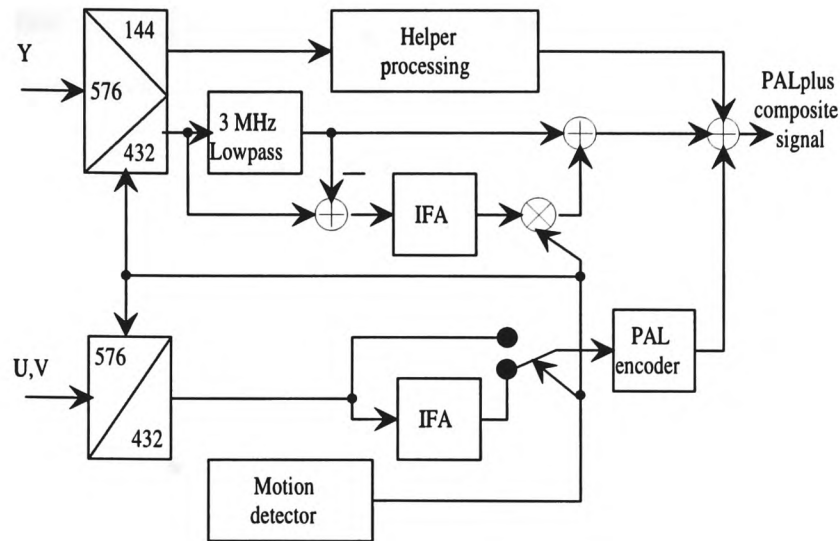 144
Helper
processing
Y
576
PALplus
composite
signal
3 MHz
Lowpass
432
IFA
576
PAL
encoder
U,V
IFA
432
Motion
detector